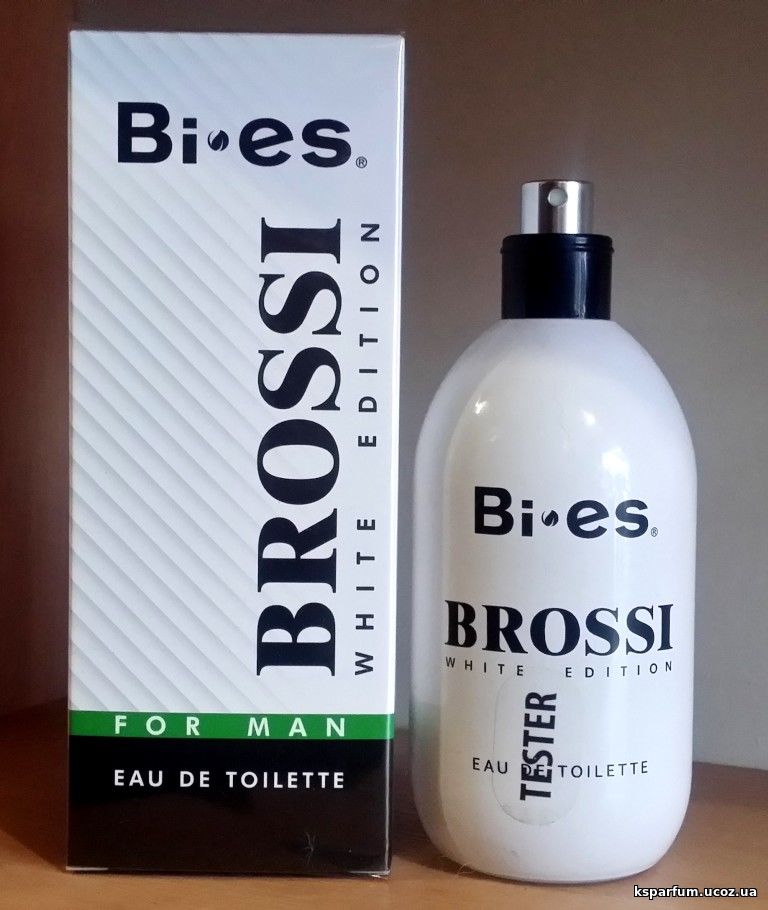 Bi•es®
BROSSI
WHITE EDITION
FOR MAN
EAU DE TOILETTE
Bi•es®
BROSSI
WHITE EDITION
TESTER
EAU DE TOILETTE
ksparfum.ucoz.ua